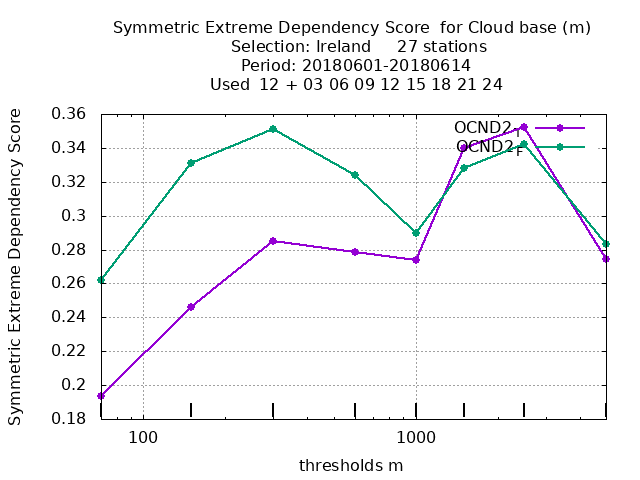 Symmetric Extreme Dependency Score for Cloud base (m)
Selection: Ireland 27 stations
Period: 20180601-20180614
Used 12 + 03 06 09 12 15 18 21 24
Symmetric Extreme Dependency Score
0.36
0.34
0.32
0.3
0.28
0.26
0.24
0.22
0.2
0.18
OCND2_T
OCND2_F
100
1000
thresholds m